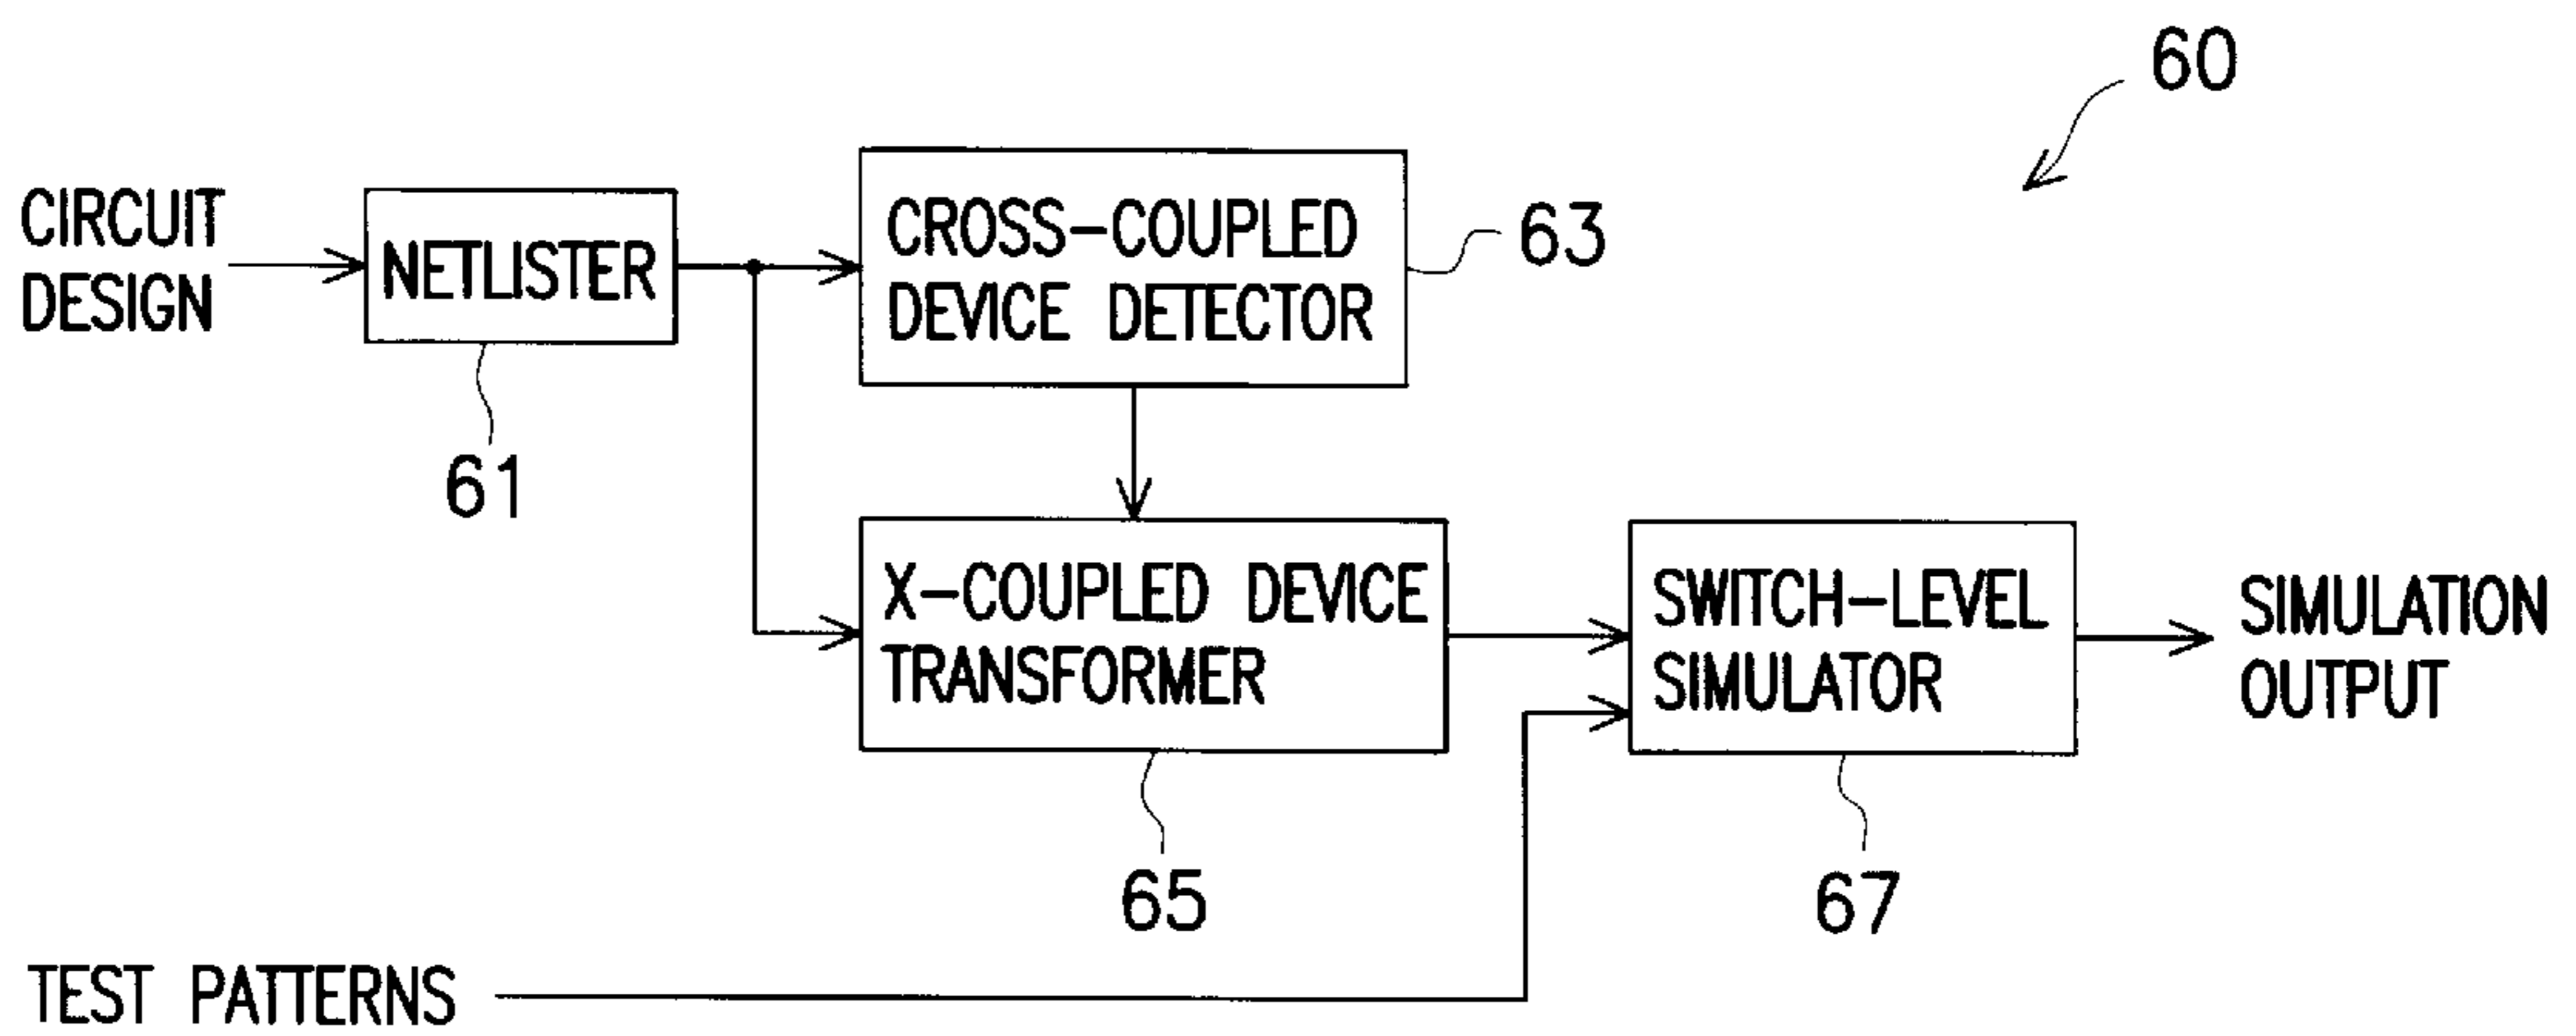 60
CIRCUIT
DESIGN
NETLISTER
61
CROSS-COUPLED
DEVICE DETECTOR
63
X-COUPLED DEVICE
TRANSFORMER
65
SWITCH-LEVEL
SIMULATOR
67
SIMULATION
OUTPUT
TEST PATTERNS